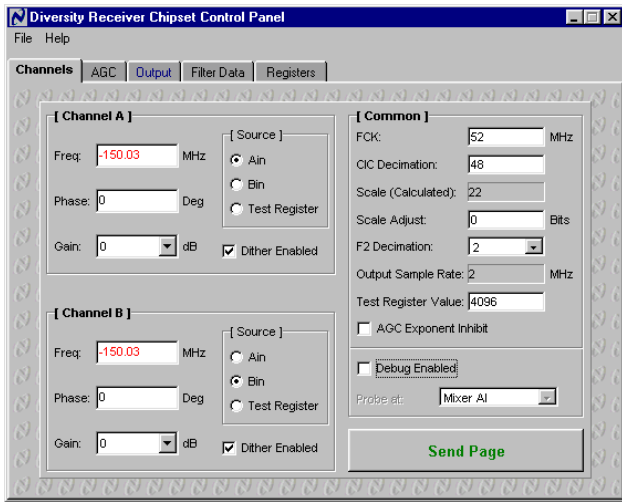 Diversity Receiver Chipset Control Panel
File Help
Channels AGC Output Filter Data Registers
[ Channel A ]
Freq: -150.03 MHz
Phase: 0 Deg
Gain: 0 dB
[ Source ]
Ain
Bin
Test Register
Dither Enabled
[ Channel B ]
Freq: -150.03 MHz
Phase: 0 Deg
Gain: 0 dB
[ Source ]
Ain
Bin
Test Register
Dither Enabled
[ Common ]
FCK: 52 MHz
CIC Decimation: 48
Scale (Calculated): 22
Scale Adjust: 0 Bits
F2 Decimation: 2
Output Sample Rate: 2 MHz
Test Register Value: 4096
AGC Exponent Inhibit
Debug Enabled
Probe at: Mixer AI
Send Page